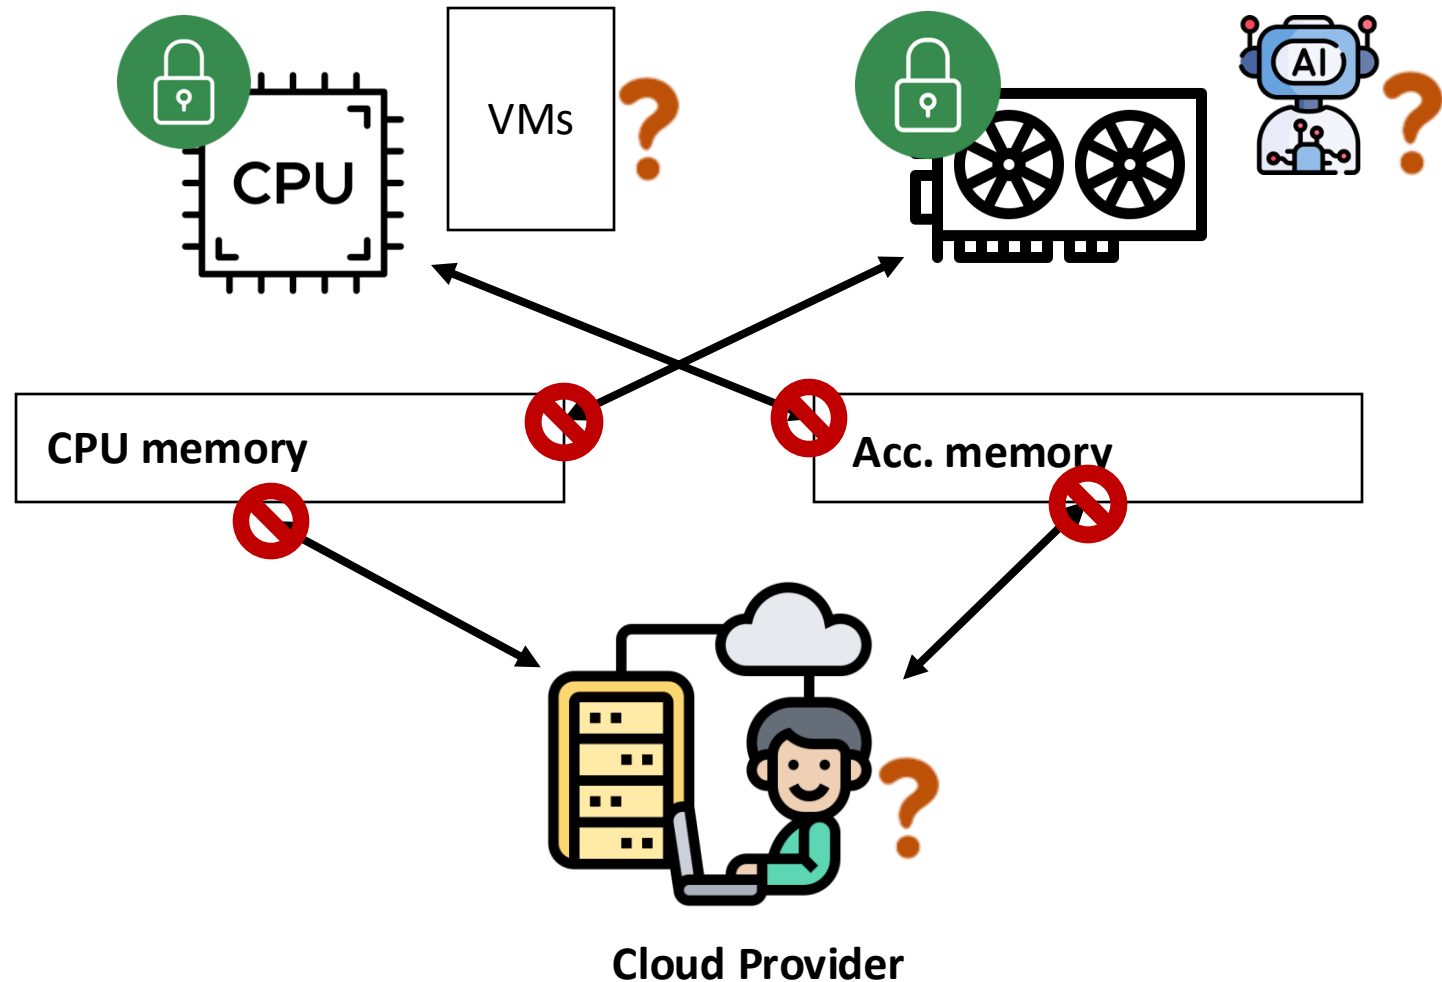 CPU
VMs
?
AI
?
CPU memory
Acc. memory
?
Cloud Provider